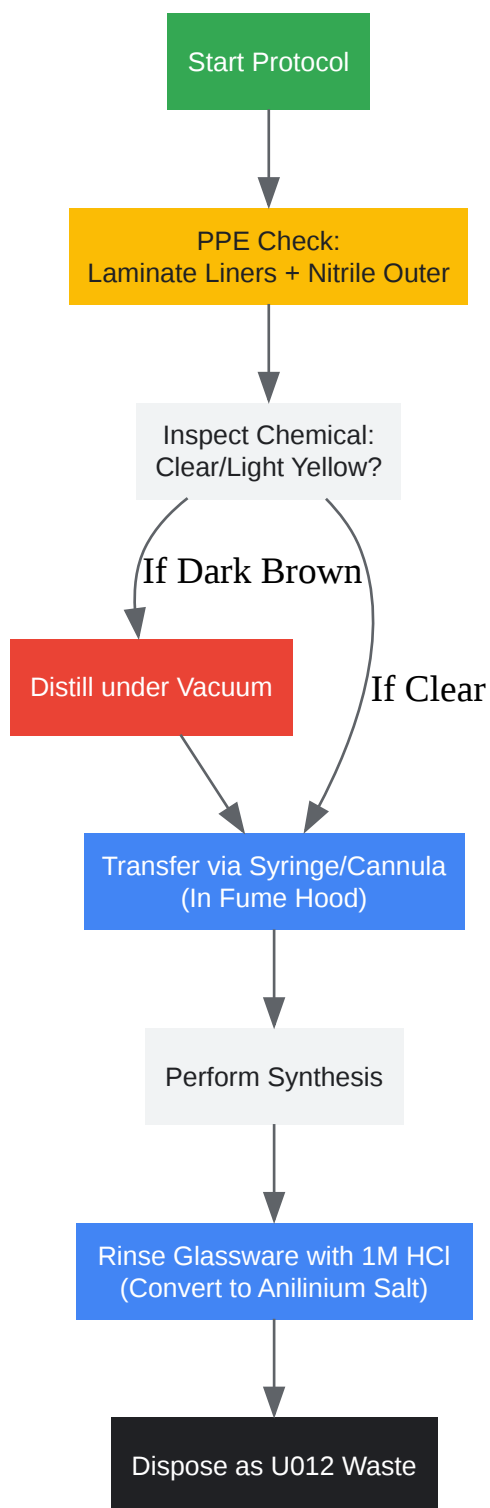 Start Protocol
PPE Check:
Laminate Liners + Nitrile Outer
Inspect Chemical:
Clear/Light Yellow?
If Dark Brown
Distill under Vacuum
If Clear
Transfer via Syringe/Cannula
(In Fume Hood)
Perform Synthesis
Rinse Glassware with 1M HCl
(Convert to Anilinium Salt)
Dispose as U012 Waste